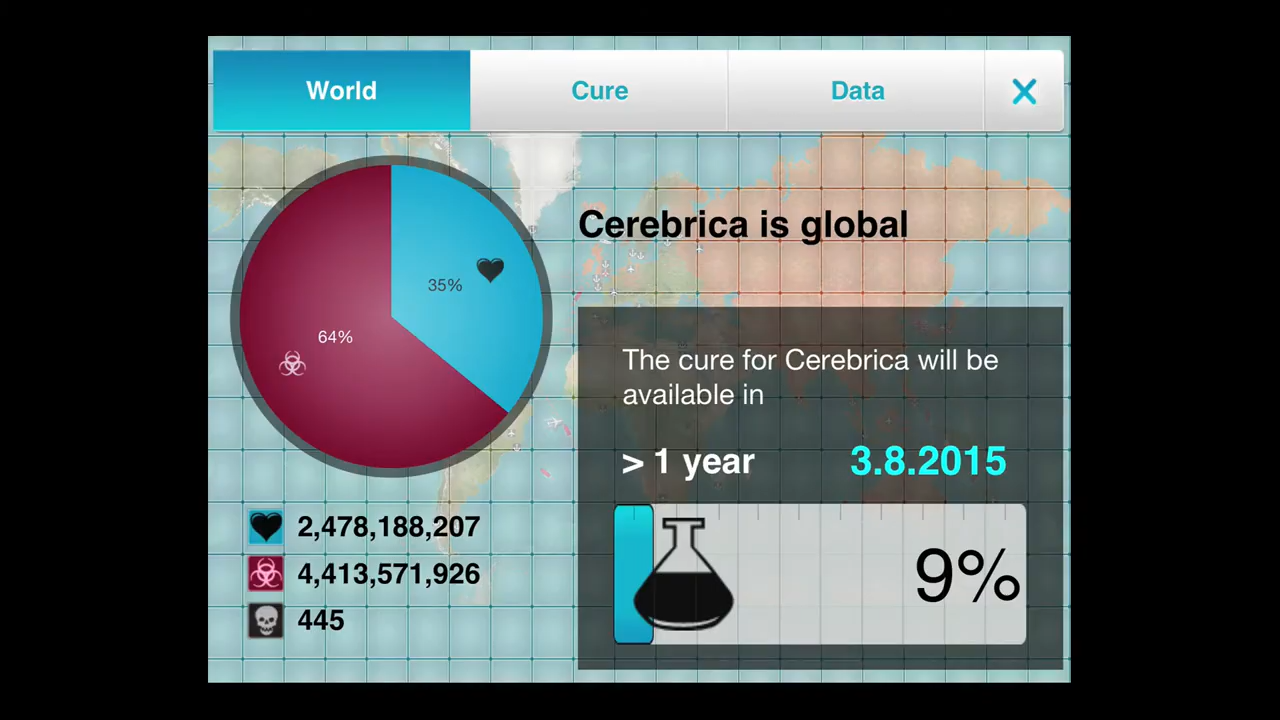 World
Cure
Data
35%
64%
Cerebrica is global
The cure for Cerebrica will be
available in
> 1 year
3.8.2015
9%
2,478,188,207
4,413,571,926
445